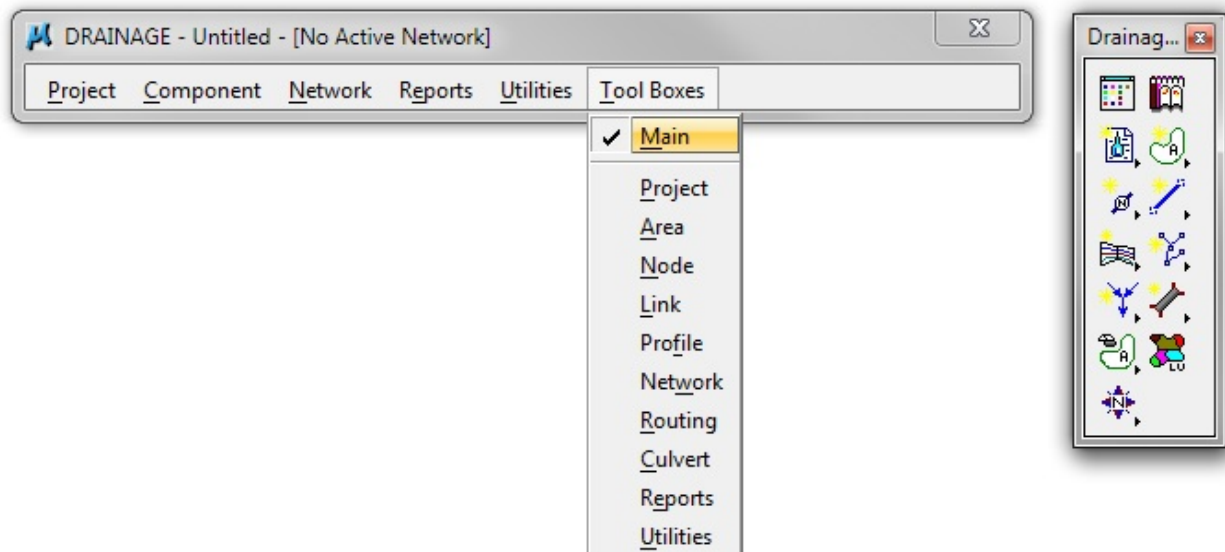 DRAINAGE - Untitled - [No Active Network]
Drainag...
Project Component Network Reports Utilities Tool Boxes
Main
Project
Area
Node
Link
Profile
Network
Routing
Culvert
Reports
Utilities
A
N
A
LU
N